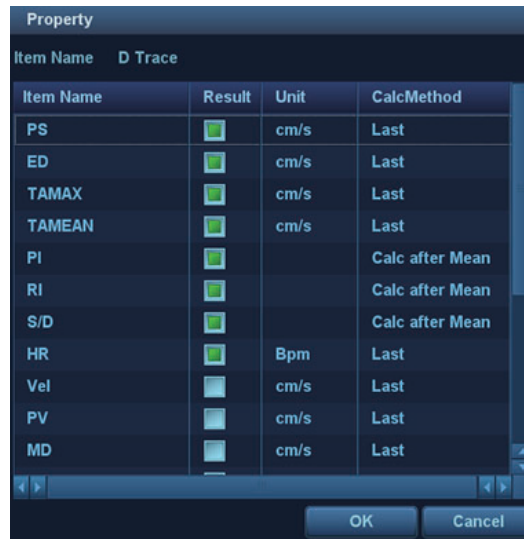 Property
Item Name D Trace
Item Name Result Unit CalcMethod
PS cm/s Last
ED cm/s Last
TAMAX cm/s Last
TAMEAN cm/s Last
PI Calc after Mean
RI Calc after Mean
S/D Calc after Mean
HR Bpm Last
Vel cm/s Last
PV cm/s Last
MD cm/s Last
OK Cancel